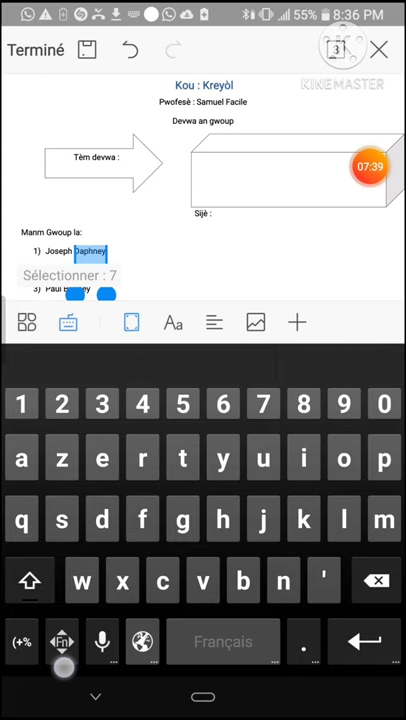 55% 8:36 PM
Terminé
3
KINEMASTER
Kou : Kreyòl
Pwofesè : Samuel Facile
Devwa an gwoup
Tèm devwa :
07:39
Sijè :
Manm Gwoup la:
1) Joseph Daphney
Sélectionner : 7
3) Paul
Aa
1 2 3 4 5 6 7 8 9 0
a z e r t y u i o p
q s d f g h j k l m
w x c v b n '
(+% Fn Français .